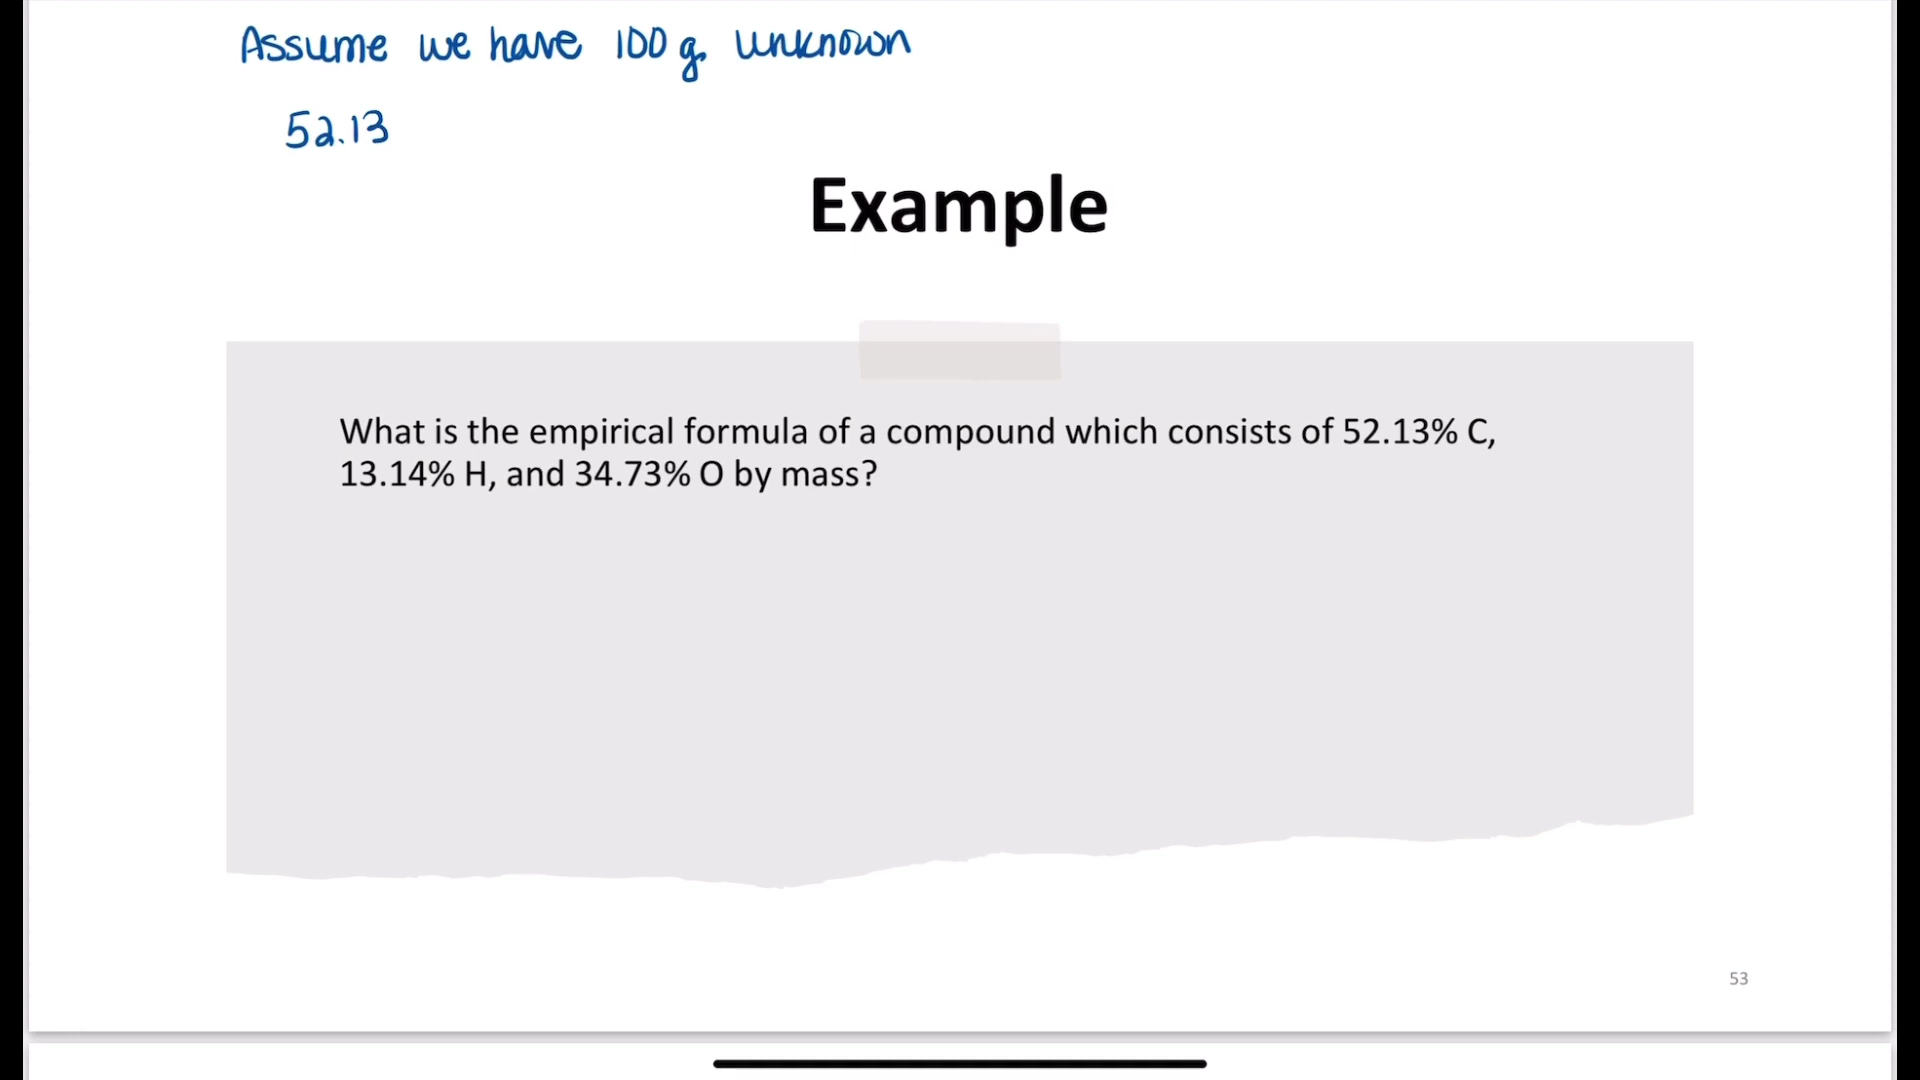 Assume we have 100 g unknown
52.13
Example
What is the empirical formula of a compound which consists of 52.13% C,
13.14% H, and 34.73% O by mass?
53